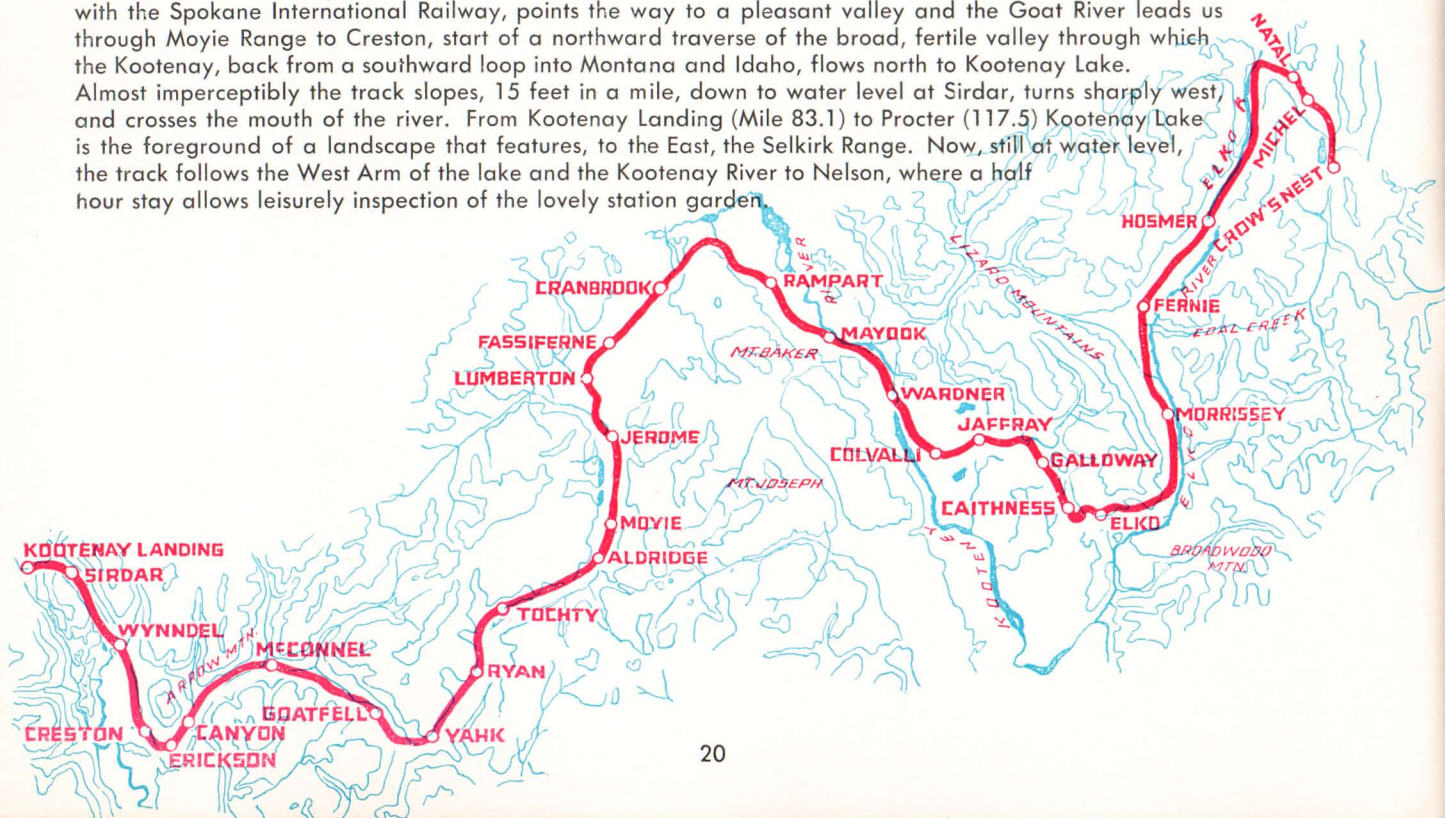 with the Spokane International Railway, points the way to a pleasant valley and the Goat River leads us
through Moyie Range to Creston, start of a northward traverse of the broad, fertile valley through which
the Kootenay, back from a southward loop into Montana and Idaho, flows north to Kootenay Lake.
Almost imperceptibly the track slopes, 15 feet in a mile, down to water level at Sirdar, turns sharply west,
and crosses the mouth of the river. From Kootenay Landing (Mile 83.1) to Procter (117.5) Kootenay Lake
is the foreground of a landscape that features, to the East, the Selkirk Range. Now, still at water level,
the track follows the West Arm of the lake and the Kootenay River to Nelson, where a half
hour stay allows leisurely inspection of the lovely station garden.
NATAL
MICHEL
CROW'S NEST
ELKO R
HOSMER
RIVER
FERNIE
COAL CREEK
LIZARD MOUNTAINS
MORRISSEY
ELK
RIVER
CRANBROOK
RAMPART
MAYOOK
FASSIFERNE
MT. BAKER
LUMBERTON
WARDNER
JAFFRAY
JEROME
COLVALLI
GALLOWAY
MT. JOSEPH
CAITHNESS
ELKO
MOYIE
BROADWOOD
MTN.
KOOTENEY
ALDRIDGE
KOOTENAY LANDING
SIRDAR
TOCHTY
WYNNDEL
ARROW MTN.
McCONNEL
RYAN
GOATFELL
CRESTON
CANYON
YAHK
ERICKSON
20